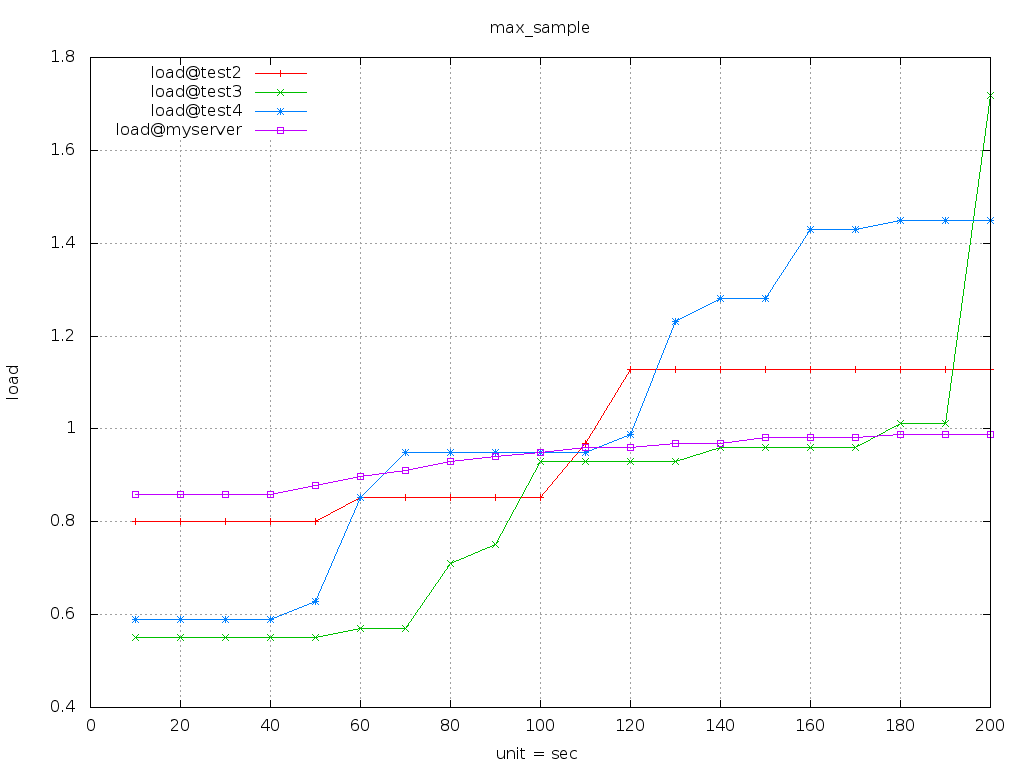 max_sample
load@test2
load@test3
load@test4
load@myserver
1.8
1.6
1.4
1.2
1
0.8
0.6
0.4
load
0 20 40 60 80 100 120 140 160 180 200
unit = sec